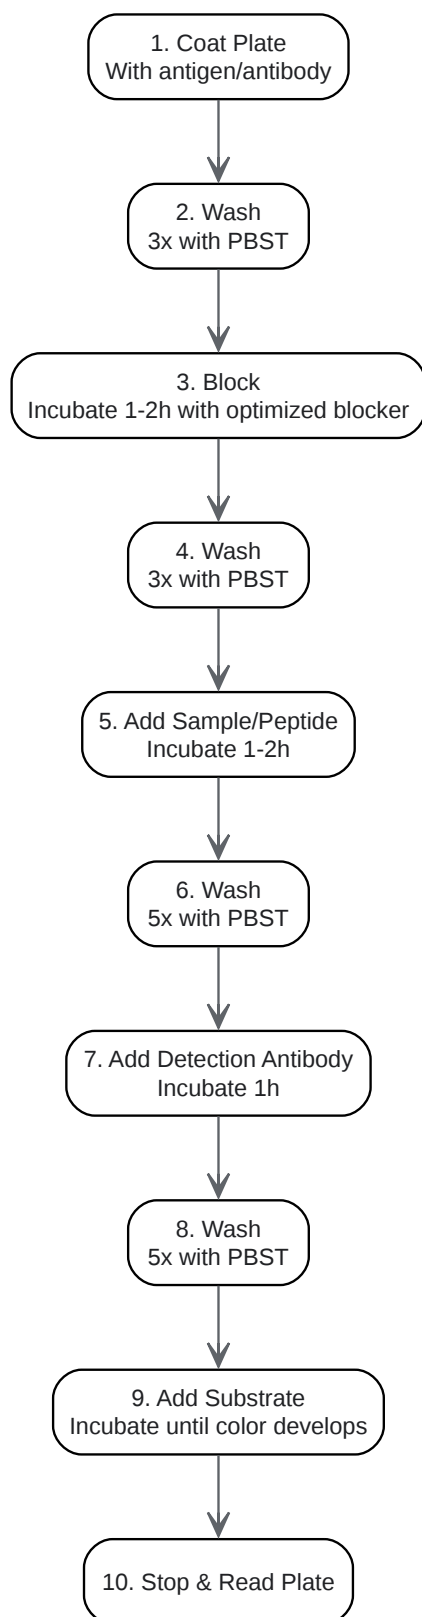 1. Coat Plate
With antigen/antibody
2. Wash
3x with PBST
3. Block
Incubate 1-2h with optimized blocker
4. Wash
3x with PBST
5. Add Sample/Peptide
Incubate 1-2h
6. Wash
5x with PBST
7. Add Detection Antibody
Incubate 1h
8. Wash
5x with PBST
9. Add Substrate
Incubate until color develops
10. Stop & Read Plate